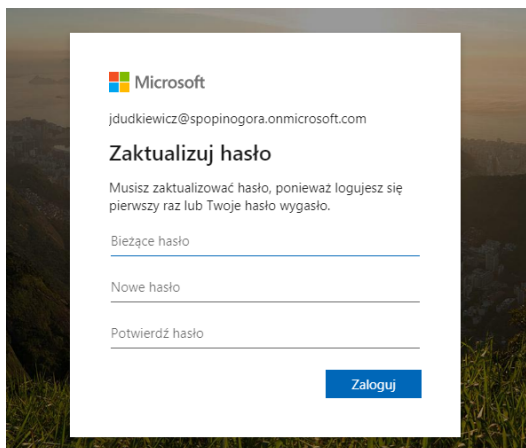 Microsoft
jdudkiewicz@spopinogora.onmicrosoft.com
Zaktualizuj hasło
Musisz zaktualizować hasło, ponieważ logujesz się
pierwszy raz lub Twoje hasło wygasło.
Bieżące hasło
Nowe hasło
Potwierdź hasło
Zaloguj